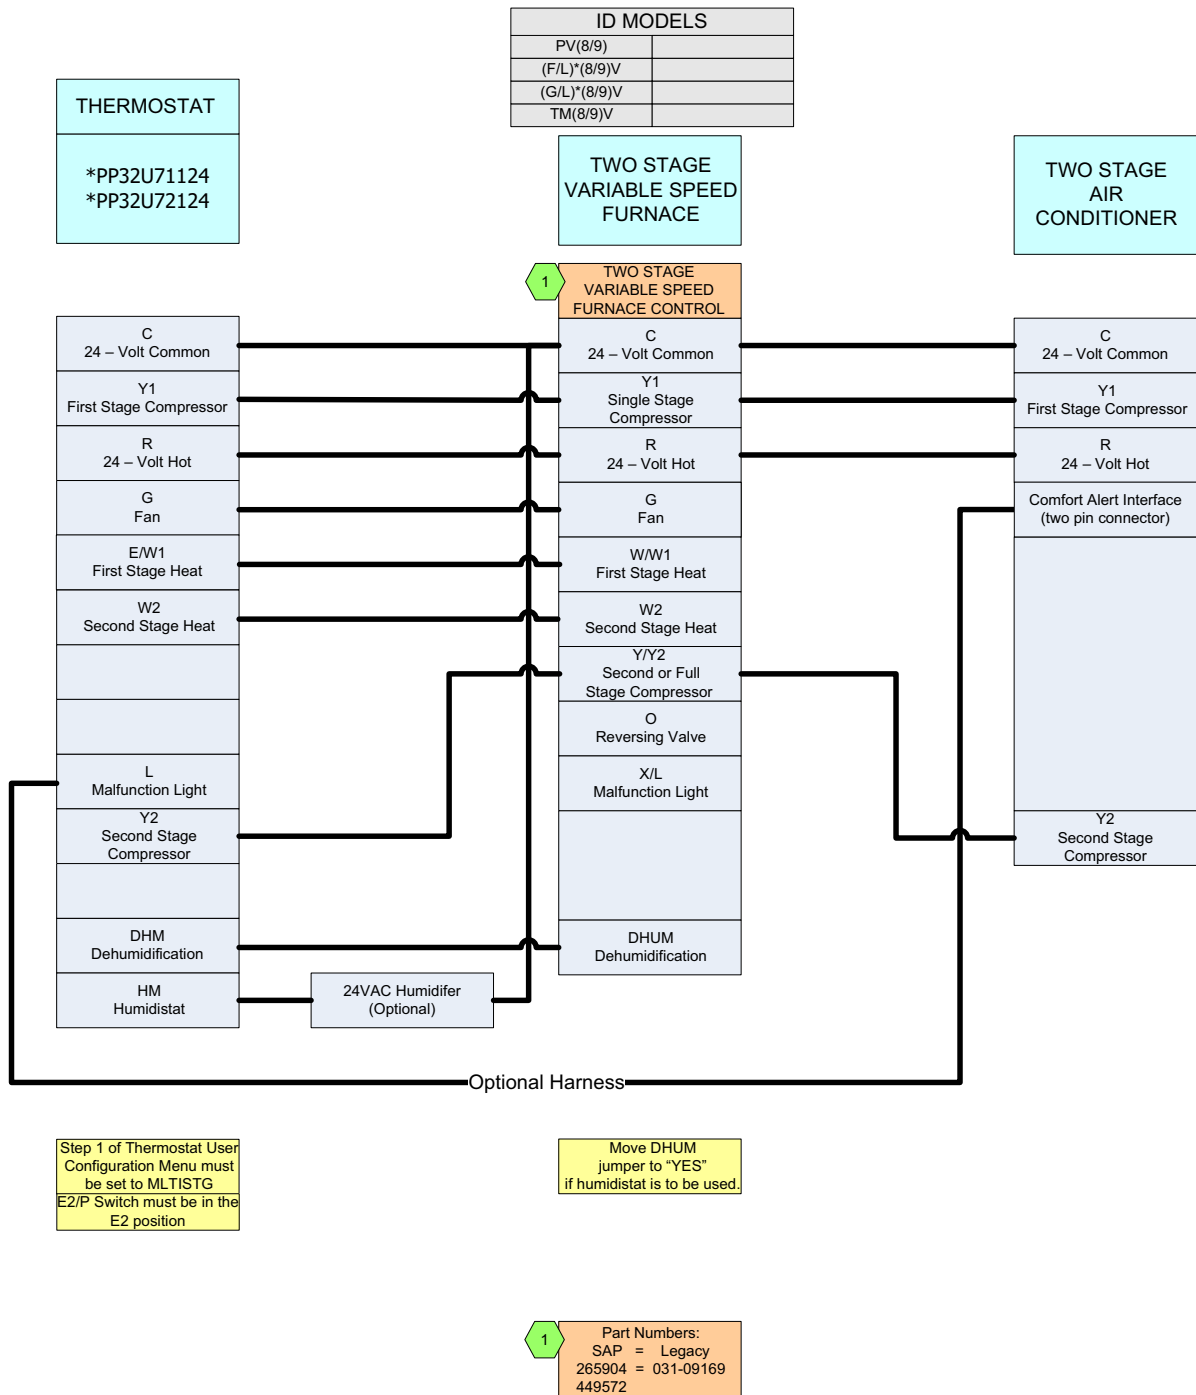 ID MODELS
PV(8/9)
(F/L)*(8/9)V
(G/L)*(8/9)V
TM(8/9)V
THERMOSTAT
*PP32U71124
*PP32U72124
TWO STAGE
VARIABLE SPEED
FURNACE
TWO STAGE
AIR
CONDITIONER
1
TWO STAGE
VARIABLE SPEED
FURNACE CONTROL
C
24 – Volt Common
Y1
First Stage Compressor
R
24 – Volt Hot
G
Fan
E/W1
First Stage Heat
W2
Second Stage Heat
L
Malfunction Light
Y2
Second Stage
Compressor
DHM
Dehumidification
HM
Humidistat
24VAC Humidifer
(Optional)
C
24 – Volt Common
Y1
Single Stage
Compressor
R
24 – Volt Hot
G
Fan
W/W1
First Stage Heat
W2
Second Stage Heat
Y/Y2
Second or Full
Stage Compressor
O
Reversing Valve
X/L
Malfunction Light
DHUM
Dehumidification
C
24 – Volt Common
Y1
First Stage Compressor
R
24 – Volt Hot
Comfort Alert Interface
(two pin connector)
Y2
Second Stage
Compressor
Optional Harness
Step 1 of Thermostat User
Configuration Menu must
be set to MLTISTG
E2/P Switch must be in the
E2 position
Move DHUM
jumper to “YES”
if humidistat is to be used.
1
Part Numbers:
SAP = Legacy
265904 = 031-09169
449572